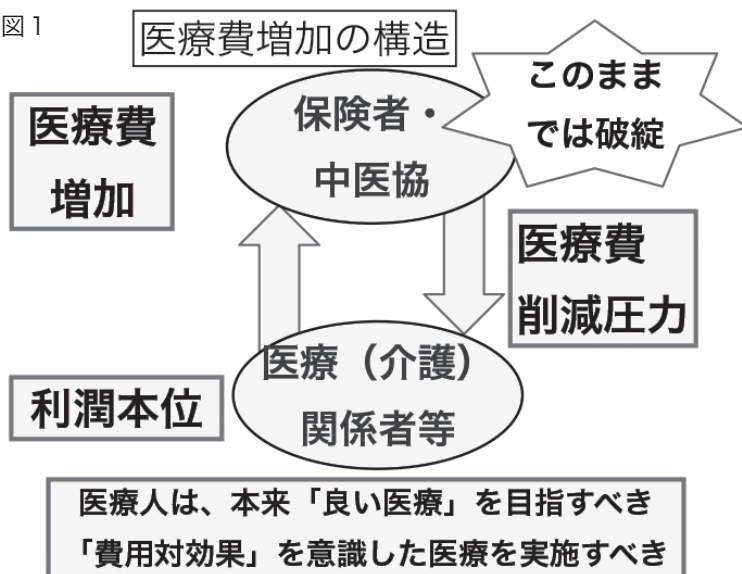 図1
医療費増加の構造
このまま
では破綻
保険者・
中医協
医療費
増加
医療費
削減圧力
医療（介護）
関係者等
利潤本位
医療人は、本来「良い医療」を目指すべき
「費用対効果」を意識した医療を実施すべき